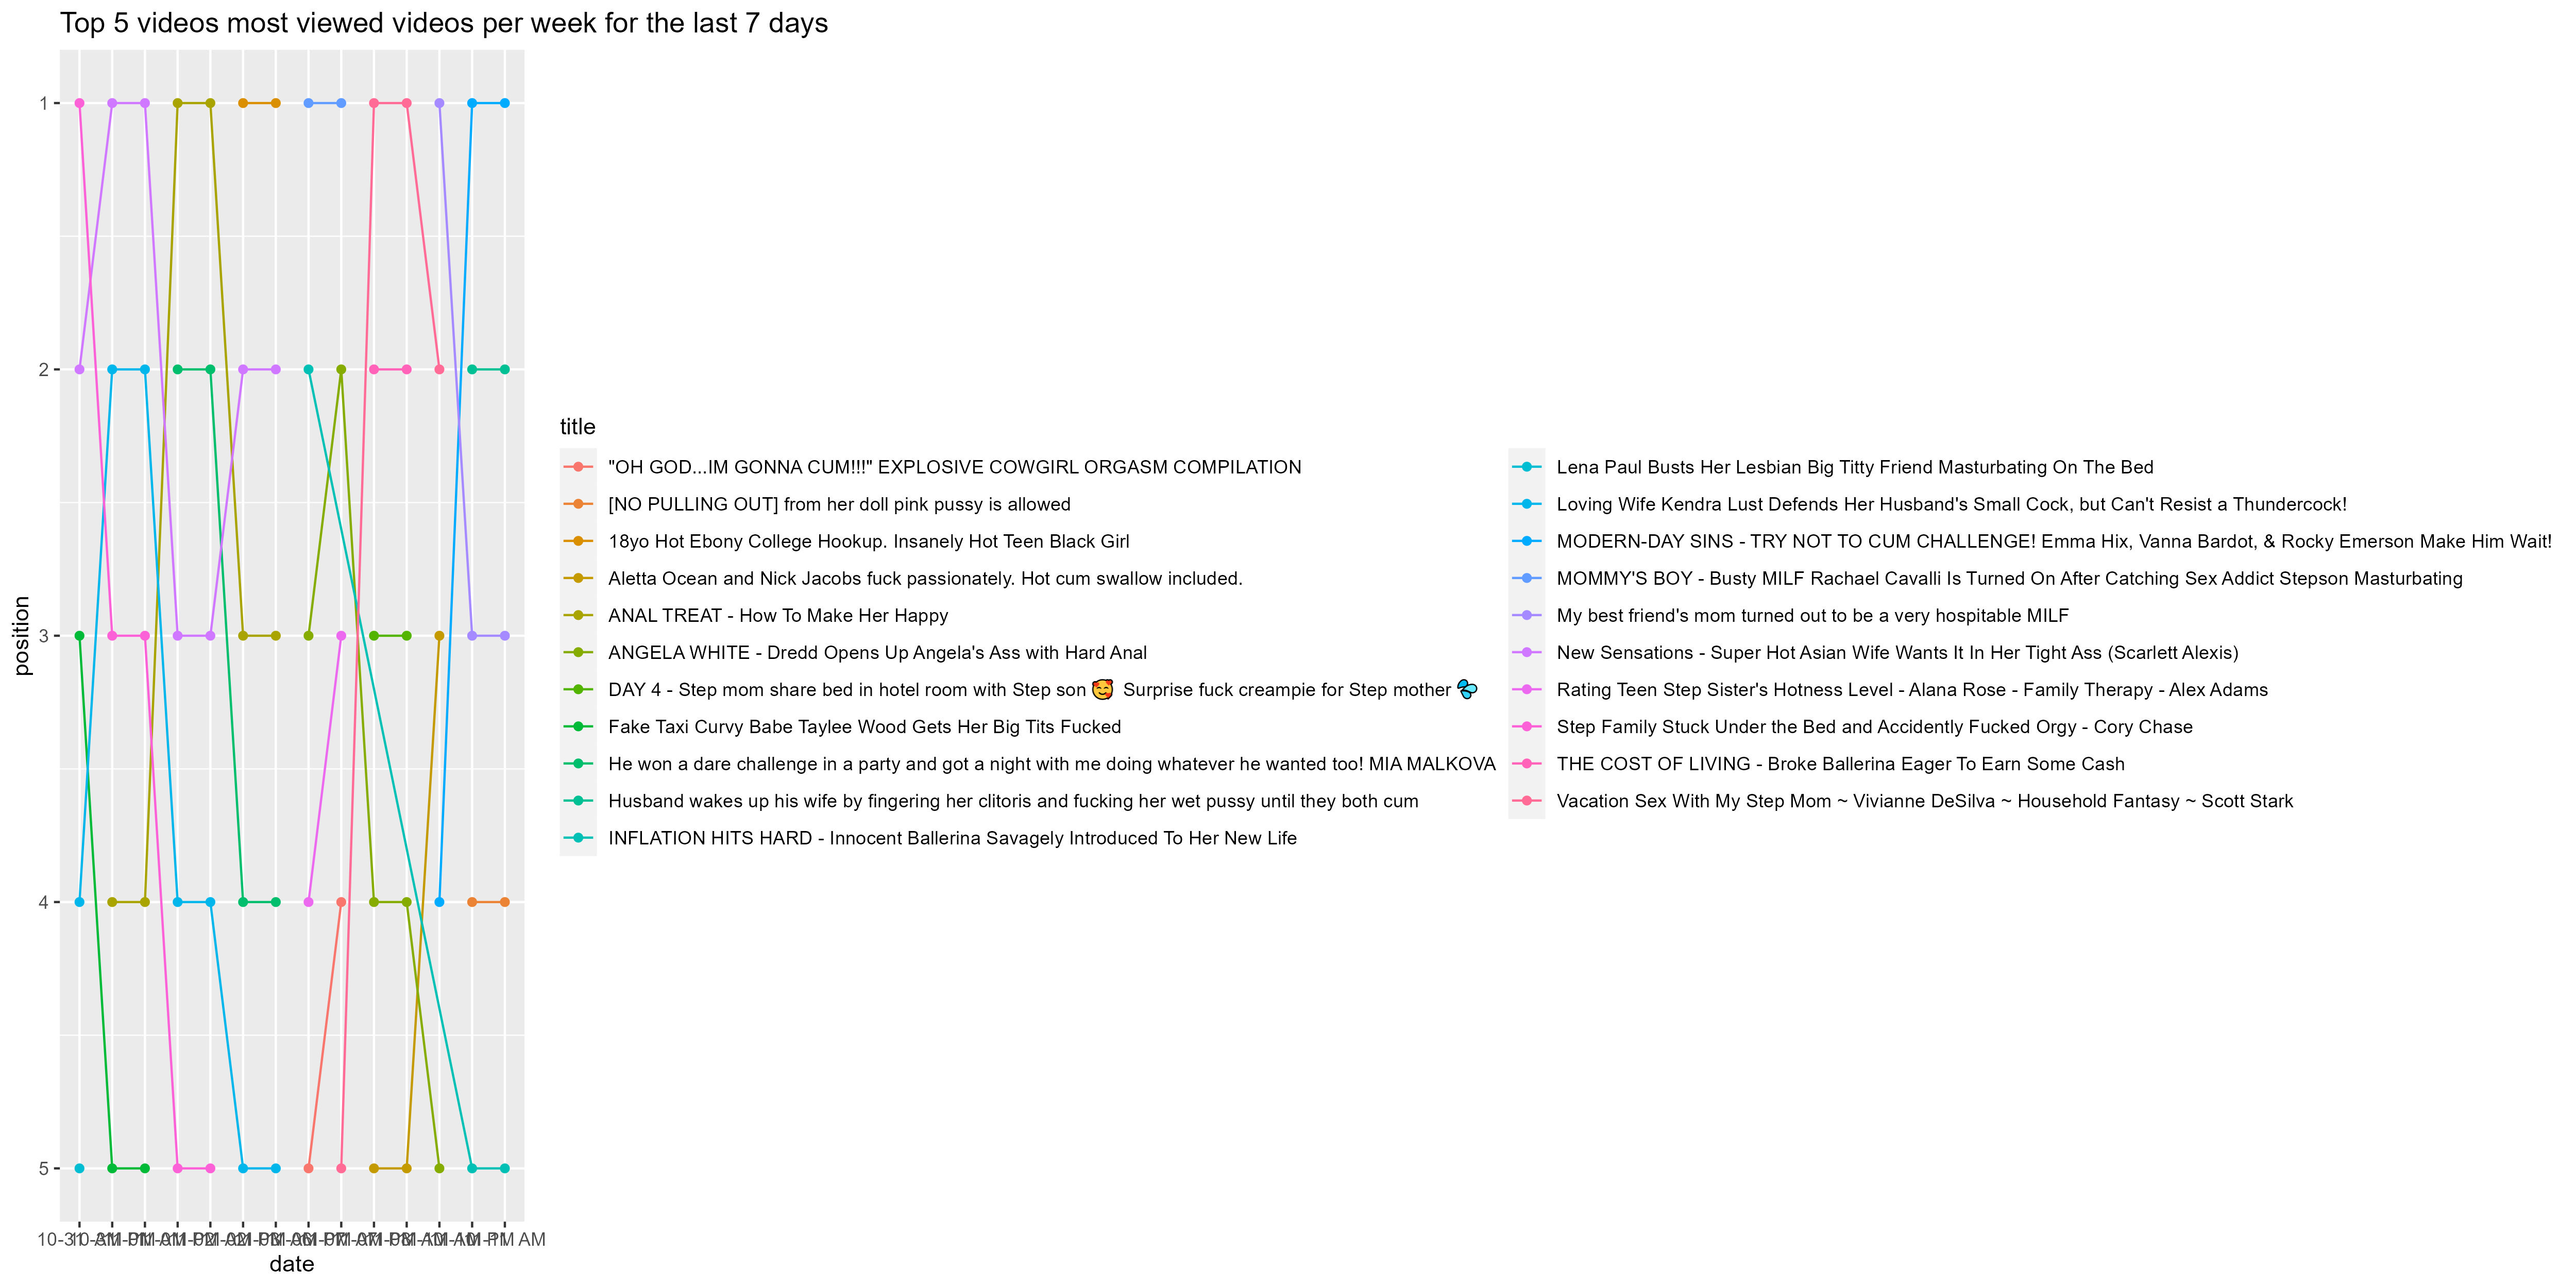 Top 5 videos most viewed videos per week for the last 7 days
1
2
3
4
5
position
date
title
"OH GOD...IM GONNA CUM!!!" EXPLOSIVE COWGIRL ORGASM COMPILATION
[NO PULLING OUT] from her doll pink pussy is allowed
18yo Hot Ebony College Hookup. Insanely Hot Teen Black Girl
Aletta Ocean and Nick Jacobs fuck passionately. Hot cum swallow included.
ANAL TREAT - How To Make Her Happy
ANGELA WHITE - Dredd Opens Up Angela's Ass with Hard Anal
DAY 4 - Step mom share bed in hotel room with Step son 🥰 Surprise fuck creampie for Step mother 💦
Fake Taxi Curvy Babe Taylee Wood Gets Her Big Tits Fucked
He won a dare challenge in a party and got a night with me doing whatever he wanted too! MIA MALKOVA
Husband wakes up his wife by fingering her clitoris and fucking her wet pussy until they both cum
INFLATION HITS HARD - Innocent Ballerina Savagely Introduced To Her New Life
Lena Paul Busts Her Lesbian Big Titty Friend Masturbating On The Bed
Loving Wife Kendra Lust Defends Her Husband's Small Cock, but Can't Resist a Thundercock!
MODERN-DAY SINS - TRY NOT TO CUM CHALLENGE! Emma Hix, Vanna Bardot, & Rocky Emerson Make Him Wait!
MOMMY'S BOY - Busty MILF Rachael Cavalli Is Turned On After Catching Sex Addict Stepson Masturbating
My best friend's mom turned out to be a very hospitable MILF
New Sensations - Super Hot Asian Wife Wants It In Her Tight Ass (Scarlett Alexis)
Rating Teen Step Sister's Hotness Level - Alana Rose - Family Therapy - Alex Adams
Step Family Stuck Under the Bed and Accidently Fucked Orgy - Cory Chase
THE COST OF LIVING - Broke Ballerina Eager To Earn Some Cash
Vacation Sex With My Step Mom ~ Vivianne DeSilva ~ Household Fantasy ~ Scott Stark